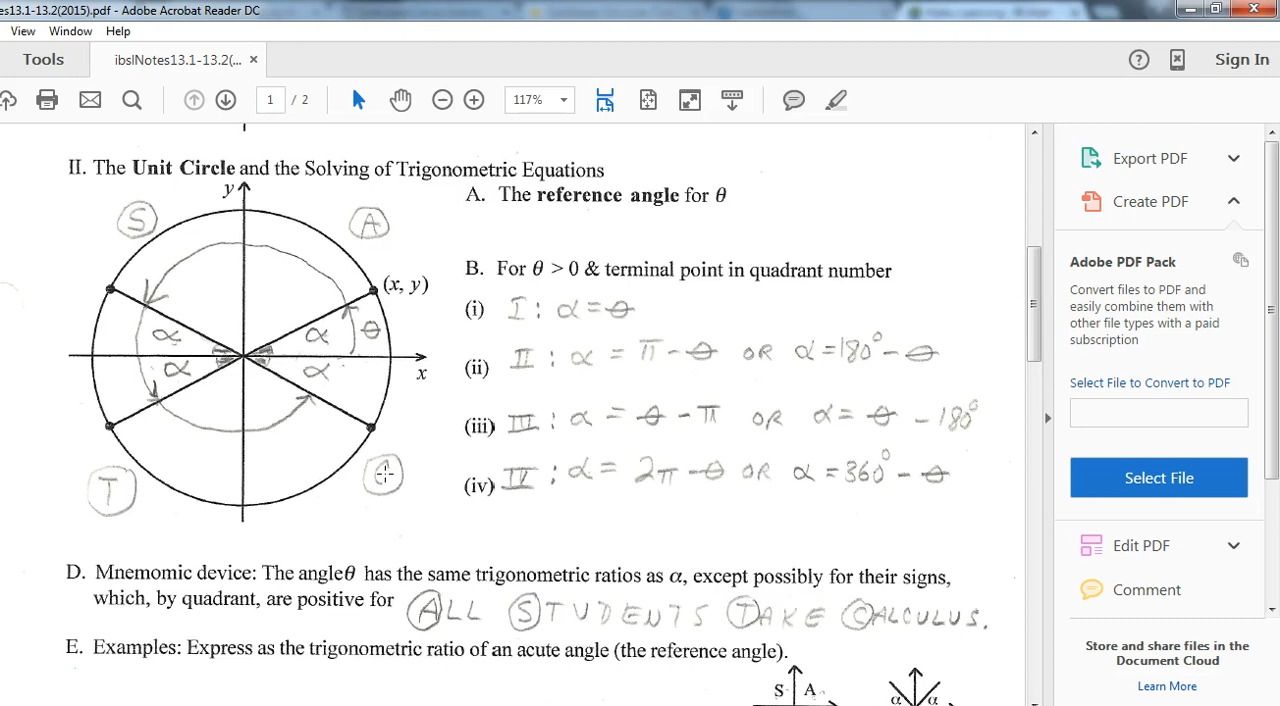 es13.1-13.2(2015).pdf - Adobe Acrobat Reader DC
View Window Help
Tools ibslNotes13.1-13.2(... × Sign In
1 / 2 117%
II. The Unit Circle and the Solving of Trigonometric Equations
A. The reference angle for θ
y
S A
(x, y)
α α θ
α α
x
T C
B. For θ > 0 & terminal point in quadrant number
(i) I : α = θ
(ii) II : α = π - θ OR α = 180° - θ
(iii) III : α = θ - π OR α = θ - 180°
(iv) IV : α = 2π - θ OR α = 360° - θ
D. Mnemomic device: The angle θ has the same trigonometric ratios as α, except possibly for their signs,
which, by quadrant, are positive for ALL STUDENTS TAKE CALCULUS.
E. Examples: Express as the trigonometric ratio of an acute angle (the reference angle).
S A α α
Export PDF
Create PDF
Adobe PDF Pack
Convert files to PDF and
easily combine them with
other file types with a paid
subscription
Select File to Convert to PDF
Select File
Edit PDF
Comment
Store and share files in the
Document Cloud
Learn More